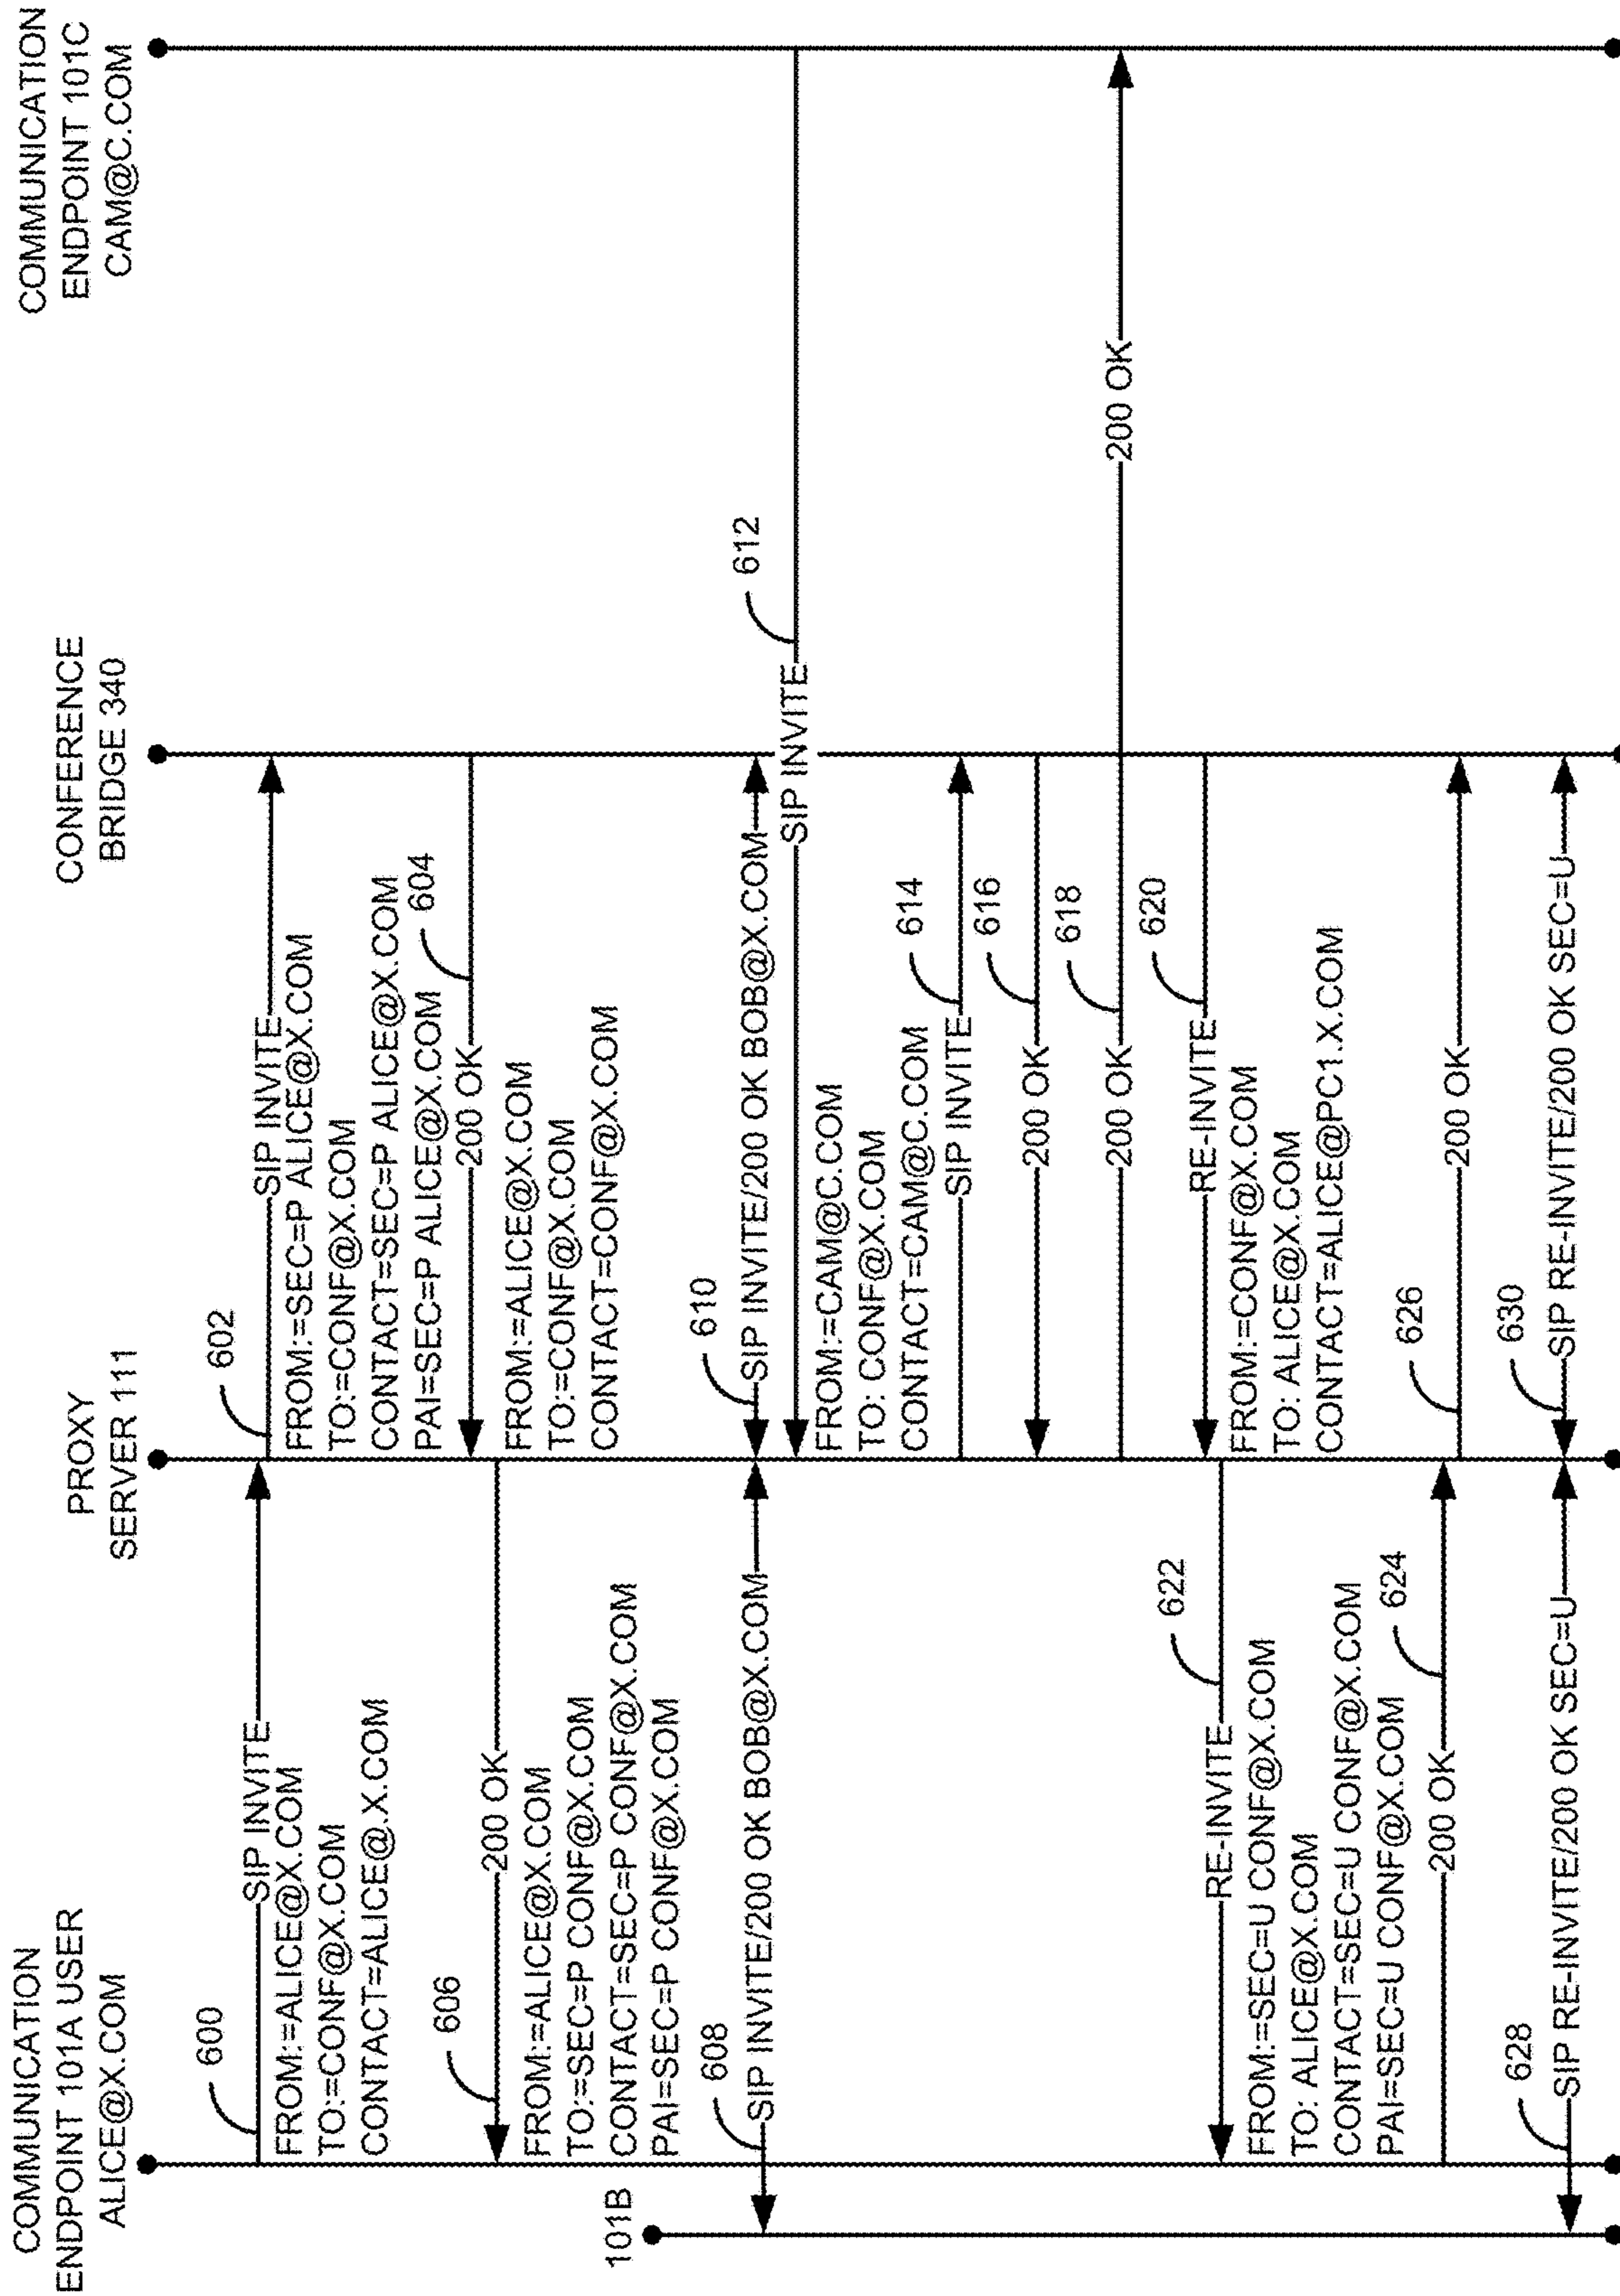 COMMUNICATION
ENDPOINT 101A USER
ALICE@X.COM
PROXY
SERVER 111
CONFERENCE
BRIDGE 340
COMMUNICATION
ENDPOINT 101C
CAM@C.COM
101B
600
SIP INVITE
FROM:=ALICE@X.COM
TO:=CONF@X.COM
CONTACT=ALICE@.X.COM
602
SIP INVITE
FROM:=SEC=P ALICE@X.COM
TO:=CONF@X.COM
CONTACT=SEC=P ALICE@X.COM
PAI=SEC=P ALICE@X.COM
604
200 OK
FROM:=ALICE@X.COM
TO:=CONF@X.COM
CONTACT=CONF@X.COM
606
200 OK
FROM:=ALICE@X.COM
TO:=SEC=P CONF@X.COM
CONTACT=SEC=P CONF@X.COM
PAI=SEC=P CONF@X.COM
608
SIP INVITE/200 OK BOB@X.COM
610
SIP INVITE/200 OK BOB@X.COM
612
SIP INVITE
FROM:=CAM@C.COM
TO: CONF@X.COM
CONTACT=CAM@C.COM
614
SIP INVITE
616
200 OK
618
200 OK
200 OK
620
RE-INVITE
FROM:=CONF@X.COM
TO: ALICE@X.COM
CONTACT=ALICE@PC1.X.COM
622
RE-INVITE
FROM:=SEC=U CONF@X.COM
TO: ALICE@X.COM
CONTACT=SEC=U CONF@X.COM
PAI=SEC=U CONF@X.COM
624
200 OK
626
200 OK
628
SIP RE-INVITE/200 OK SEC=U
630
SIP RE-INVITE/200 OK SEC=U